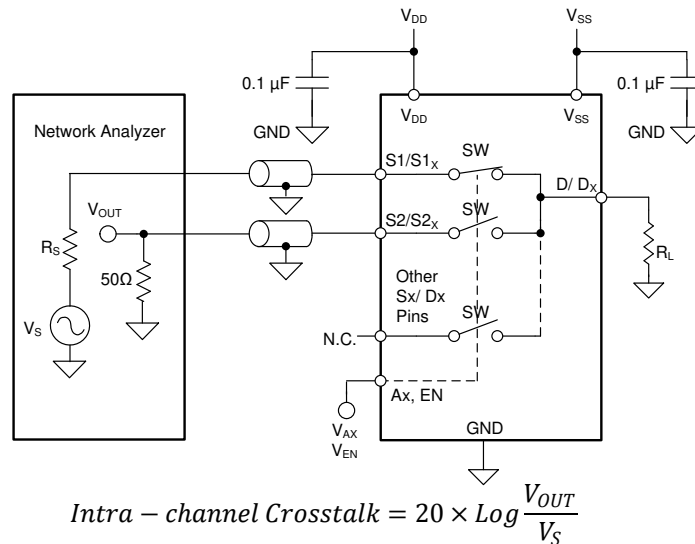 V_DD
V_SS
0.1 µF
0.1 µF
V_DD
V_SS
GND
GND
Network Analyzer
S1/S1_X
SW
D/ D_X
V_OUT
S2/S2_X
SW
R_S
50Ω
R_L
Other
Sx/ Dx
Pins
SW
V_S
N.C.
Ax, EN
V_AX
V_EN
GND
Intra − channel Crosstalk = 20 × Log V_OUT / V_S